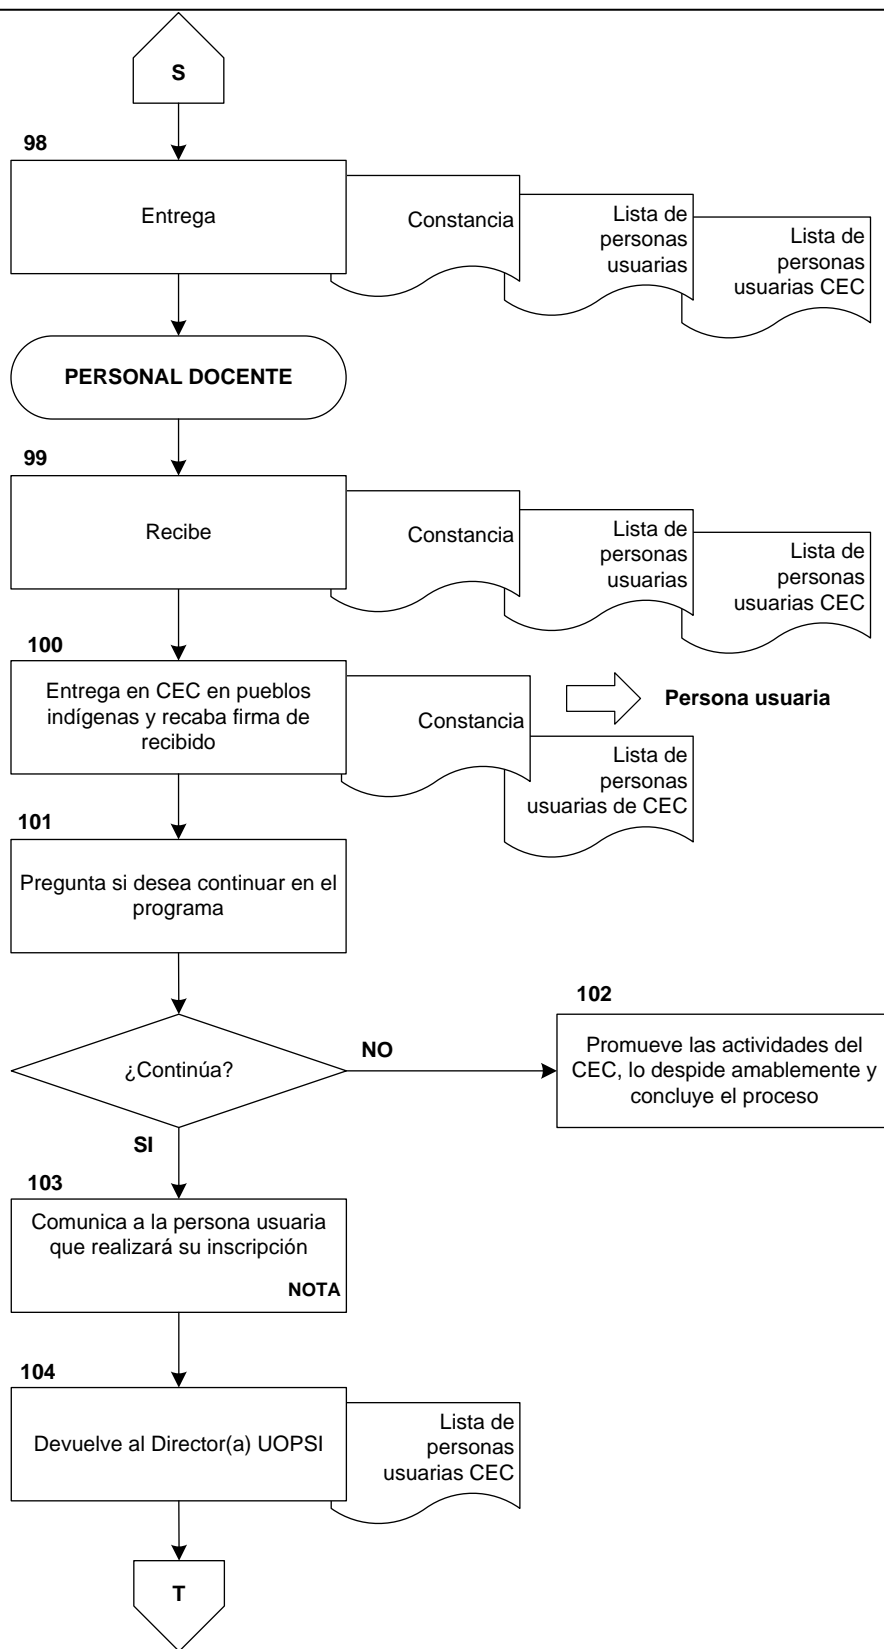 S
98
Entrega
Constancia
Lista de
personas
usuarias
Lista de
personas
usuarias CEC
PERSONAL DOCENTE
99
Recibe
Constancia
Lista de
personas
usuarias
Lista de
personas
usuarias CEC
100
Entrega en CEC en pueblos
indígenas y recaba firma de
recibido
Constancia
Persona usuaria
Lista de
personas
usuarias de CEC
101
Pregunta si desea continuar en el
programa
¿Continúa?
NO
102
Promueve las actividades del
CEC, lo despide amablemente y
concluye el proceso
SI
103
Comunica a la persona usuaria
que realizará su inscripción
NOTA
104
Devuelve al Director(a) UOPSI
Lista de
personas
usuarias CEC
T